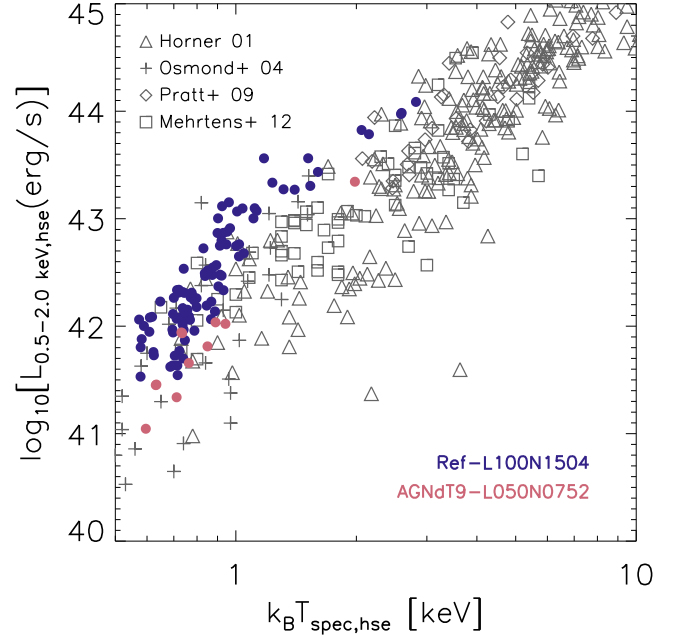 45
44
43
42
41
40
log10[L0.5-2.0 keV,hse(erg/s)]
Horner 01
Osmond+ 04
Pratt+ 09
Mehrtens+ 12
Ref-L100N1504
AGNdT9-L050N0752
1
10
kBTspec,hse [keV]